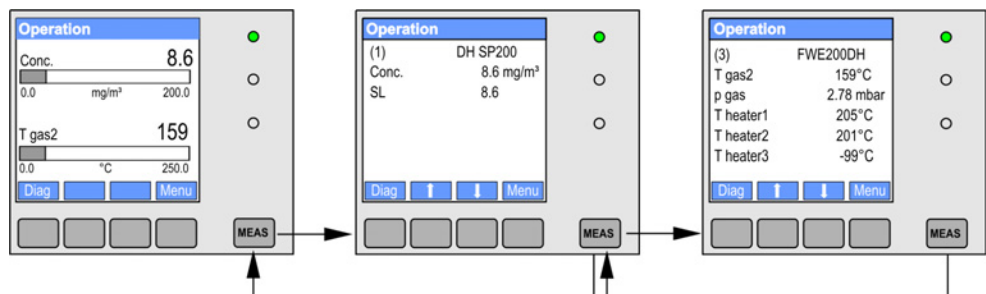 Operation
Conc. 8.6
0.0 mg/m³ 200.0
T gas2 159
0.0 °C 250.0
Diag Menu
MEAS
Operation
(1) DH SP200
Conc. 8.6 mg/m³
SL 8.6
Diag Menu
MEAS
Operation
(3) FWE200DH
T gas2 159°C
p gas 2.78 mbar
T heater1 205°C
T heater2 201°C
T heater3 -99°C
Diag Menu
MEAS